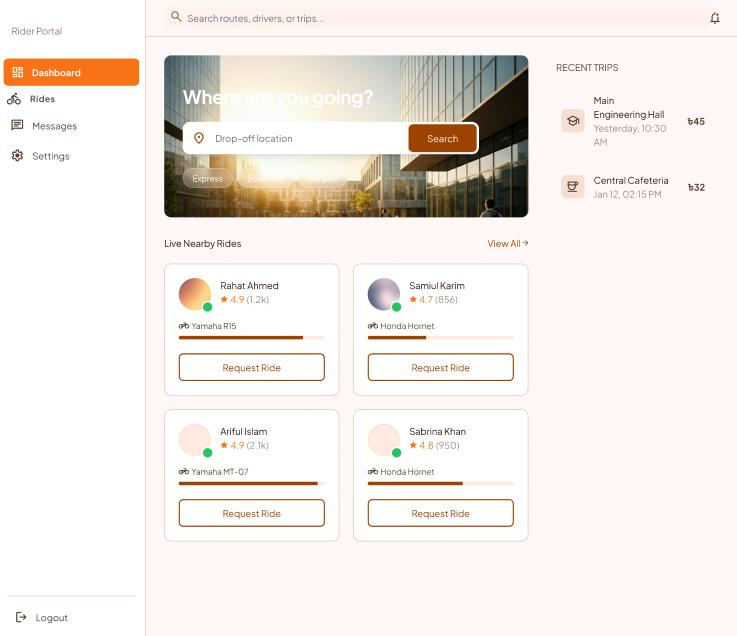 Rider Portal
Dashboard
Rides
Messages
Settings
Logout
Search routes, drivers, or trips...
Where are you going?
Drop-off location
Search
Express
Live Nearby Rides
View All →
Rahat Ahmed
★ 4.9 (1.2k)
Yamaha R15
Request Ride
Samiul Karim
★ 4.7 (856)
Honda Hornet
Request Ride
Ariful Islam
★ 4.9 (2.1k)
Yamaha MT-07
Request Ride
Sabrina Khan
★ 4.8 (950)
Honda Hornet
Request Ride
RECENT TRIPS
Main
Engineering Hall
Yesterday, 10:30
AM
৳45
Central Cafeteria
Jan 12, 02:15 PM
৳32